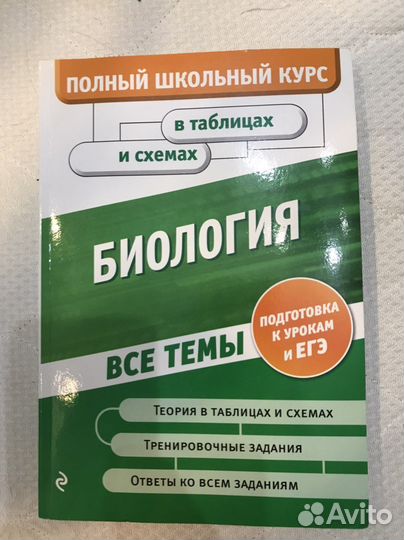 ПОЛНЫЙ ШКОЛЬНЫЙ КУРС
в таблицах
и схемах
БИОЛОГИЯ
ВСЕ ТЕМЫ
ПОДГОТОВКА
К УРОКАМ
И ЕГЭ
ТЕОРИЯ В ТАБЛИЦАХ И СХЕМАХ
ТРЕНИРОВОЧНЫЕ ЗАДАНИЯ
ОТВЕТЫ КО ВСЕМ ЗАДАНИЯМ
Avito